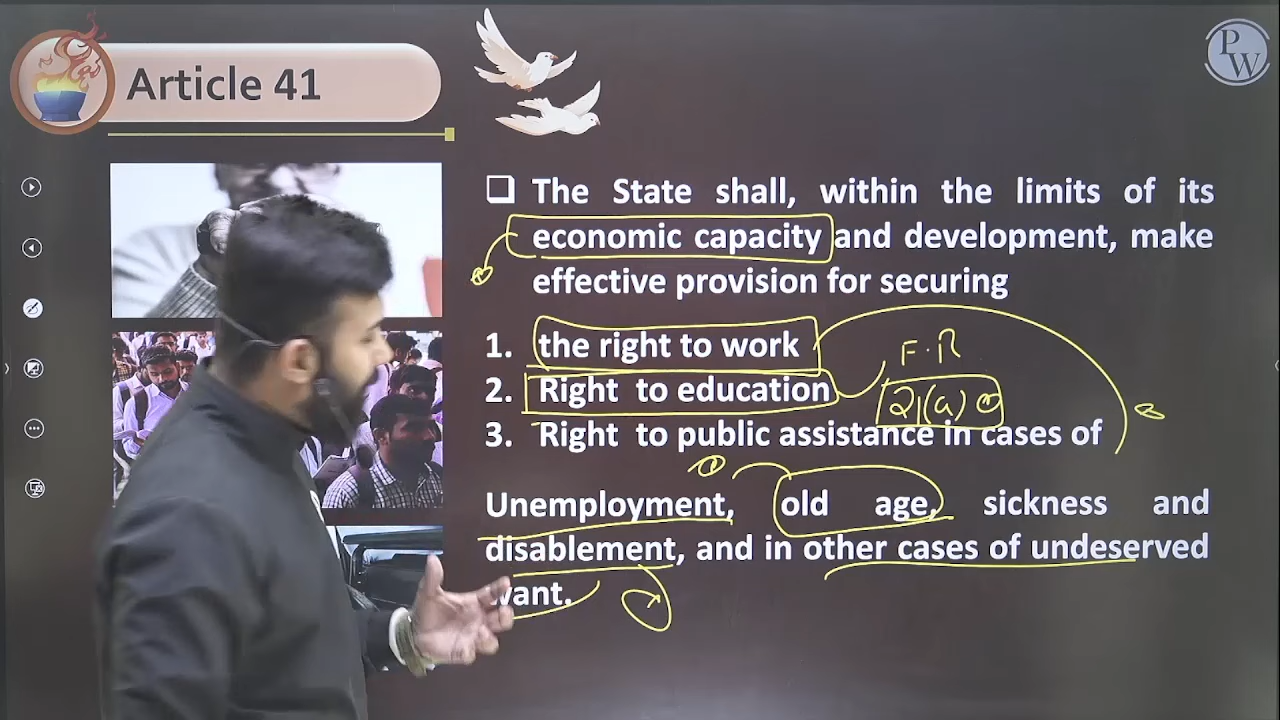 Article 41
PW
❑ The State shall, within the limits of its
economic capacity and development, make
effective provision for securing
1. the right to work
F.R
2. Right to education
21(a)
3. Right to public assistance in cases of
Unemployment, old age, sickness and
disablement, and in other cases of undeserved
want.